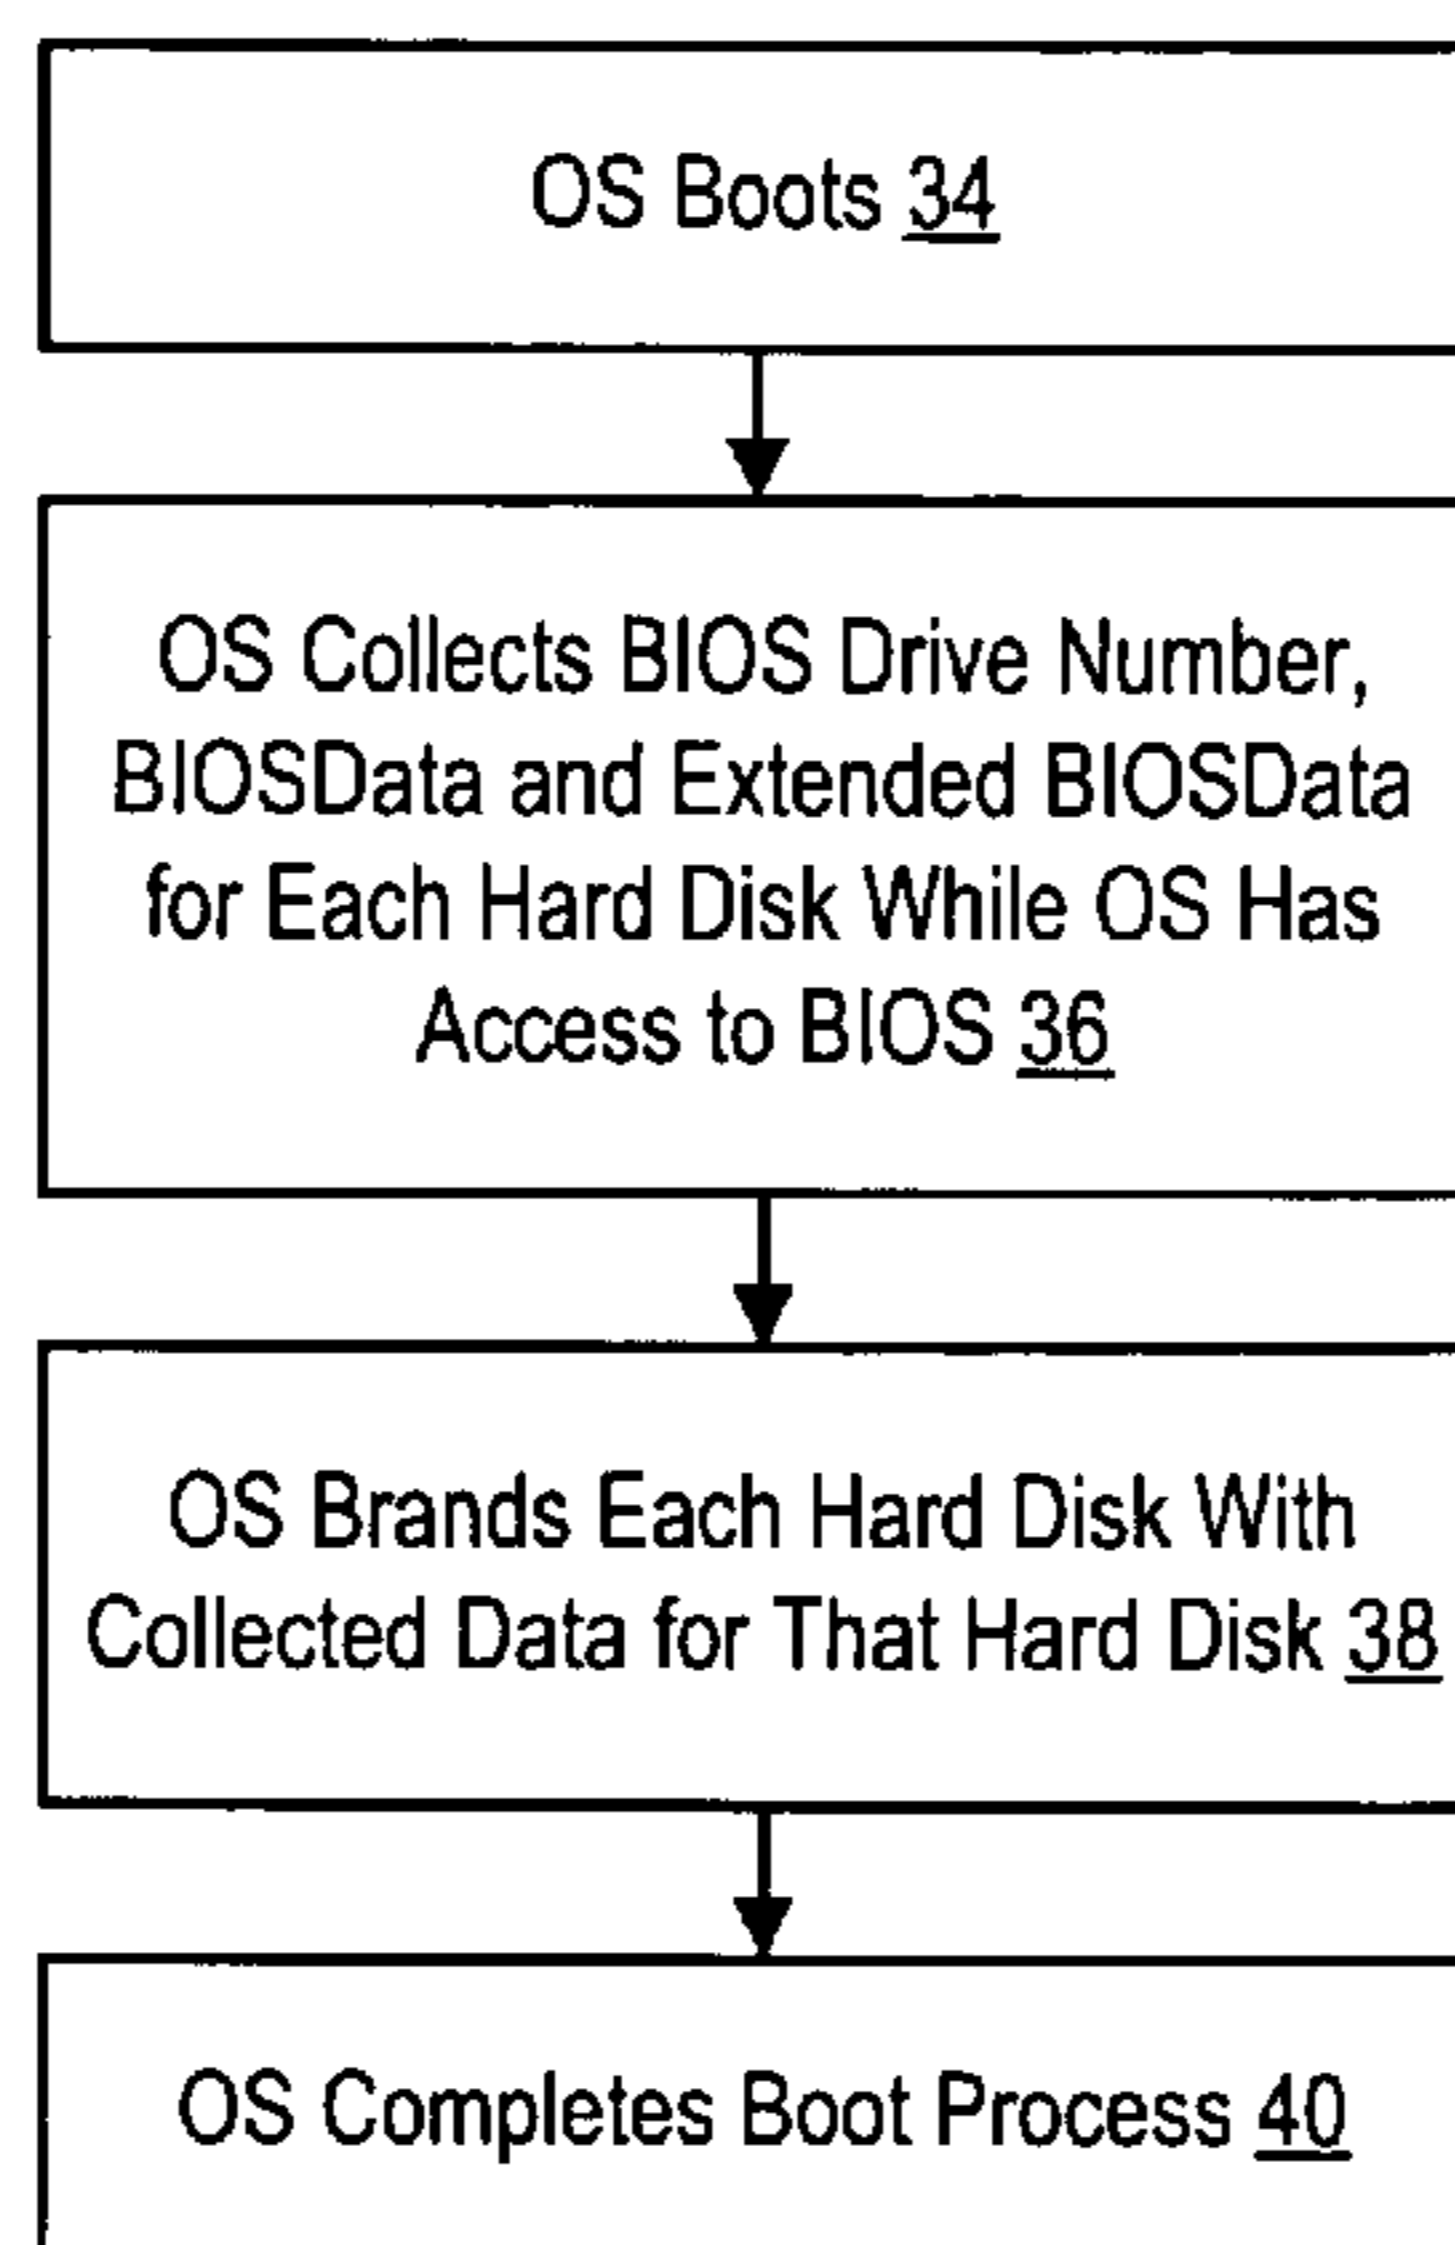 OS Boots 34
OS Collects BIOS Drive Number,
BIOSData and Extended BIOSData
for Each Hard Disk While OS Has
Access to BIOS 36
OS Brands Each Hard Disk With
Collected Data for That Hard Disk 38
OS Completes Boot Process 40